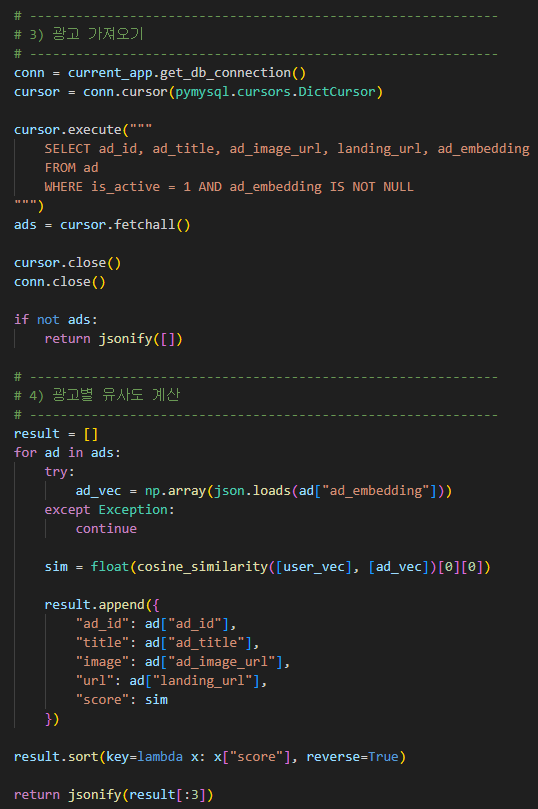 # ------------------------------------------------------------
# 3) 광고 가져오기
# ------------------------------------------------------------
conn = current_app.get_db_connection()
cursor = conn.cursor(pymysql.cursors.DictCursor)

cursor.execute("""
    SELECT ad_id, ad_title, ad_image_url, landing_url, ad_embedding
    FROM ad
    WHERE is_active = 1 AND ad_embedding IS NOT NULL
""")
ads = cursor.fetchall()

cursor.close()
conn.close()

if not ads:
    return jsonify([])

# ------------------------------------------------------------
# 4) 광고별 유사도 계산
# ------------------------------------------------------------
result = []
for ad in ads:
    try:
        ad_vec = np.array(json.loads(ad["ad_embedding"]))
    except Exception:
        continue

    sim = float(cosine_similarity([user_vec], [ad_vec])[0][0])

    result.append({
        "ad_id": ad["ad_id"],
        "title": ad["ad_title"],
        "image": ad["ad_image_url"],
        "url": ad["landing_url"],
        "score": sim
    })

result.sort(key=lambda x: x["score"], reverse=True)

return jsonify(result[:3])